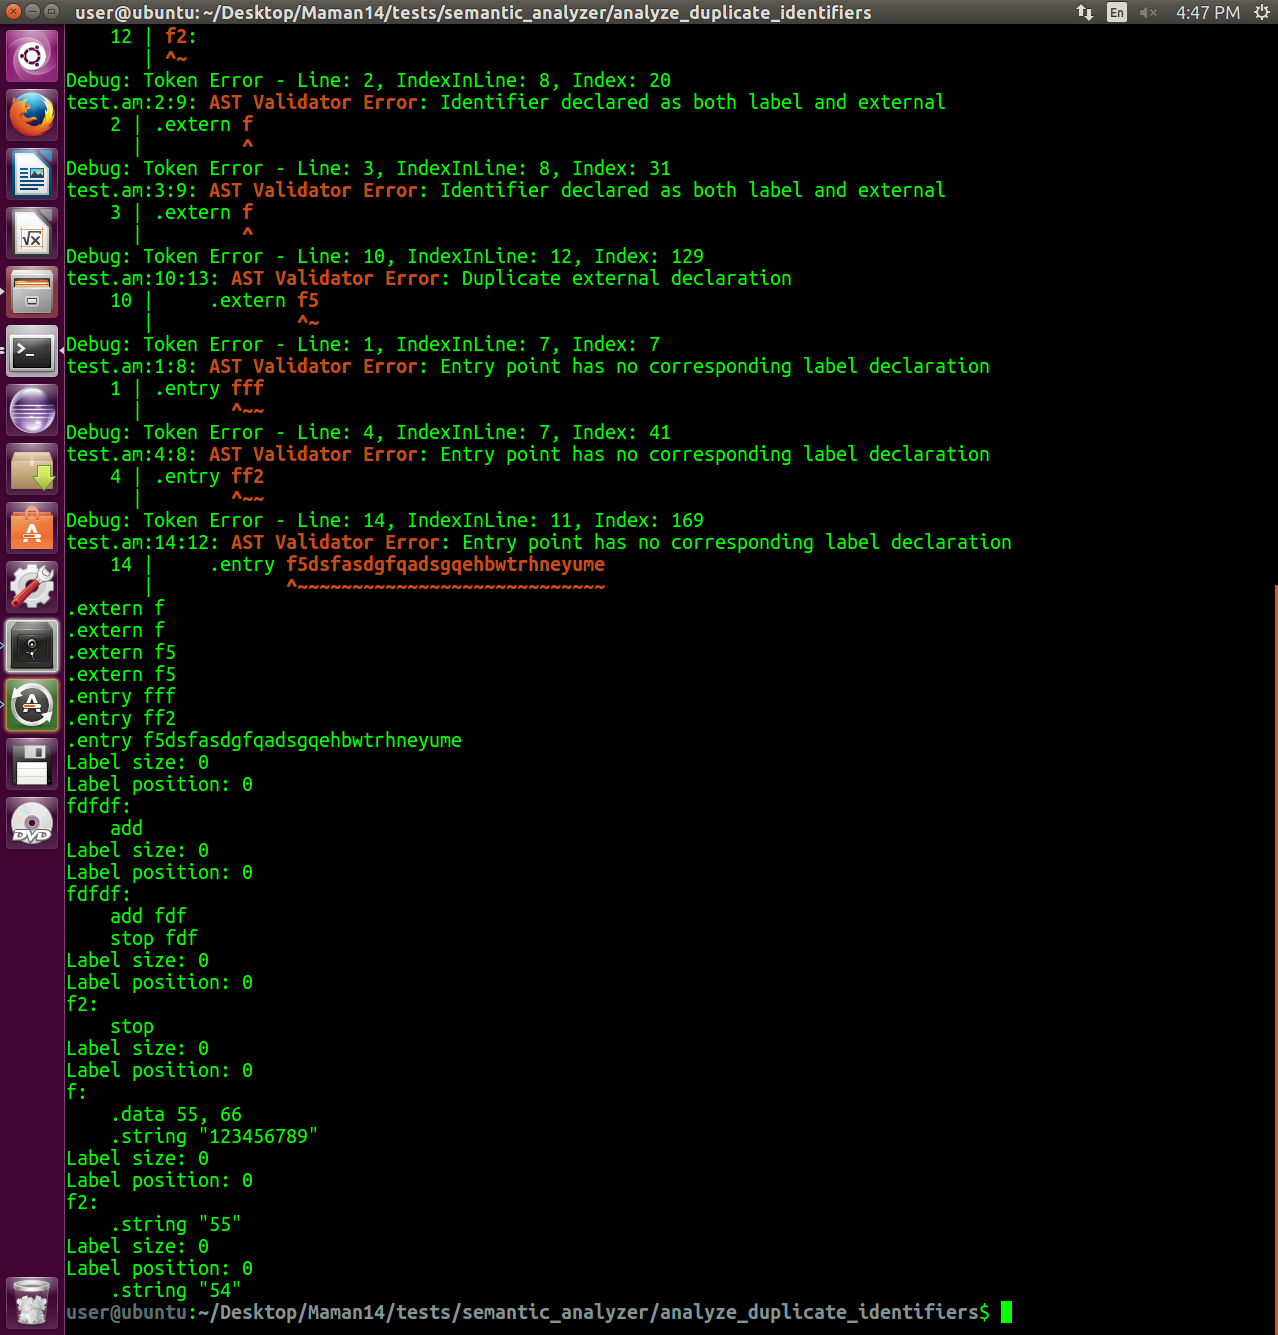 user@ubuntu: ~/Desktop/Maman14/tests/semantic_analyzer/analyze_duplicate_identifiers
En
4:47 PM
12 | f2:
| ^~
Debug: Token Error - Line: 2, IndexInLine: 8, Index: 20
test.am:2:9: AST Validator Error: Identifier declared as both label and external
2 | .extern f
| ^
Debug: Token Error - Line: 3, IndexInLine: 8, Index: 31
test.am:3:9: AST Validator Error: Identifier declared as both label and external
3 | .extern f
| ^
Debug: Token Error - Line: 10, IndexInLine: 12, Index: 129
test.am:10:13: AST Validator Error: Duplicate external declaration
10 | .extern f5
| ^~
Debug: Token Error - Line: 1, IndexInLine: 7, Index: 7
test.am:1:8: AST Validator Error: Entry point has no corresponding label declaration
1 | .entry fff
| ^~~
Debug: Token Error - Line: 4, IndexInLine: 7, Index: 41
test.am:4:8: AST Validator Error: Entry point has no corresponding label declaration
4 | .entry ff2
| ^~~
Debug: Token Error - Line: 14, IndexInLine: 11, Index: 169
test.am:14:12: AST Validator Error: Entry point has no corresponding label declaration
14 | .entry f5dsfasdgfqadsgqehbwtrhneyume
| ^~~~~~~~~~~~~~~~~~~~~~~~~~~~
.extern f
.extern f
.extern f5
.extern f5
.entry fff
.entry ff2
.entry f5dsfasdgfqadsgqehbwtrhneyume
Label size: 0
Label position: 0
fdfdf:
add
Label size: 0
Label position: 0
fdfdf:
add fdf
stop fdf
Label size: 0
Label position: 0
f2:
stop
Label size: 0
Label position: 0
f:
.data 55, 66
.string "123456789"
Label size: 0
Label position: 0
f2:
.string "55"
Label size: 0
Label position: 0
.string "54"
user@ubuntu:~/Desktop/Maman14/tests/semantic_analyzer/analyze_duplicate_identifiers$
DVD